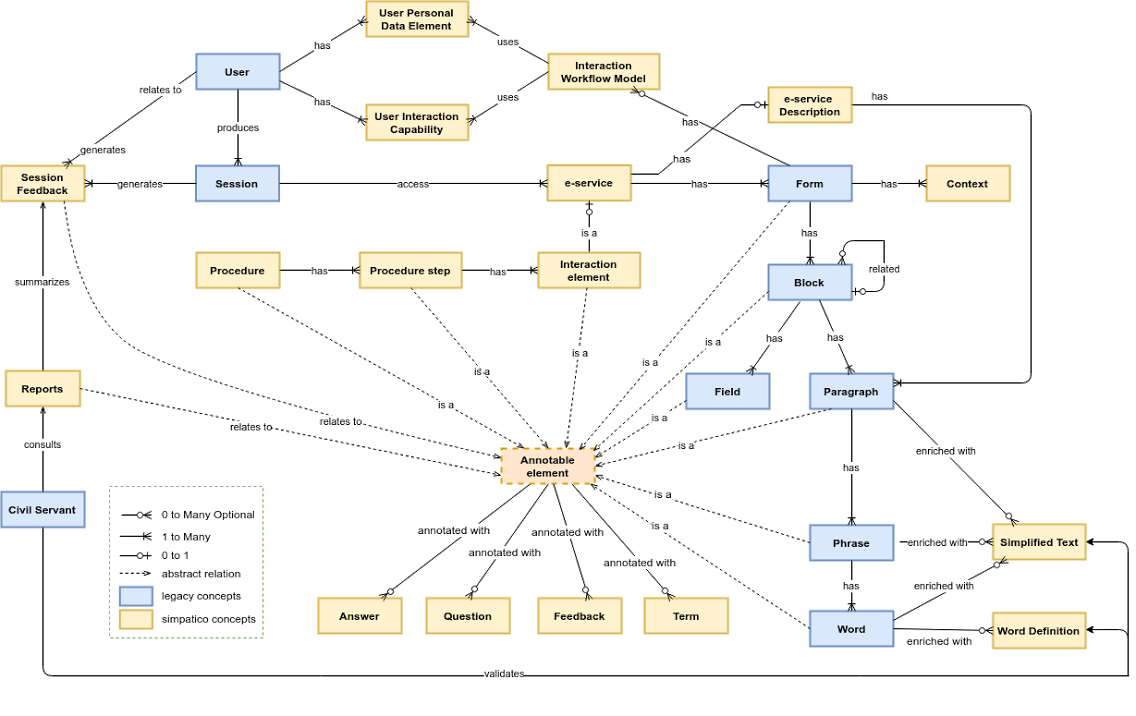 User Personal
Data Element
has
uses
User
Interaction
Workflow Model
relates to
e-service
Description
has
has
uses
User Interaction
Capability
has
produces
generates
has
Session
Feedback
generates
Session
access
e-service
has
Form
has
Context
is a
has
Procedure
has
Procedure step
has
Interaction
element
related
Block
summarizes
has
has
is a
is a
is a
is a
Reports
Field
Paragraph
is a
is a
relates to
relates to
is a
consults
enriched with
Annotable
element
has
is a
Civil Servant
0 to Many Optional
1 to Many
0 to 1
abstract relation
legacy concepts
simpatico concepts
annotated with
annotated with
annotated with
annotated with
is a
Phrase
enriched with
Simplified Text
has
enriched with
Answer
Question
Feedback
Term
Word
enriched with
Word Definition
validates